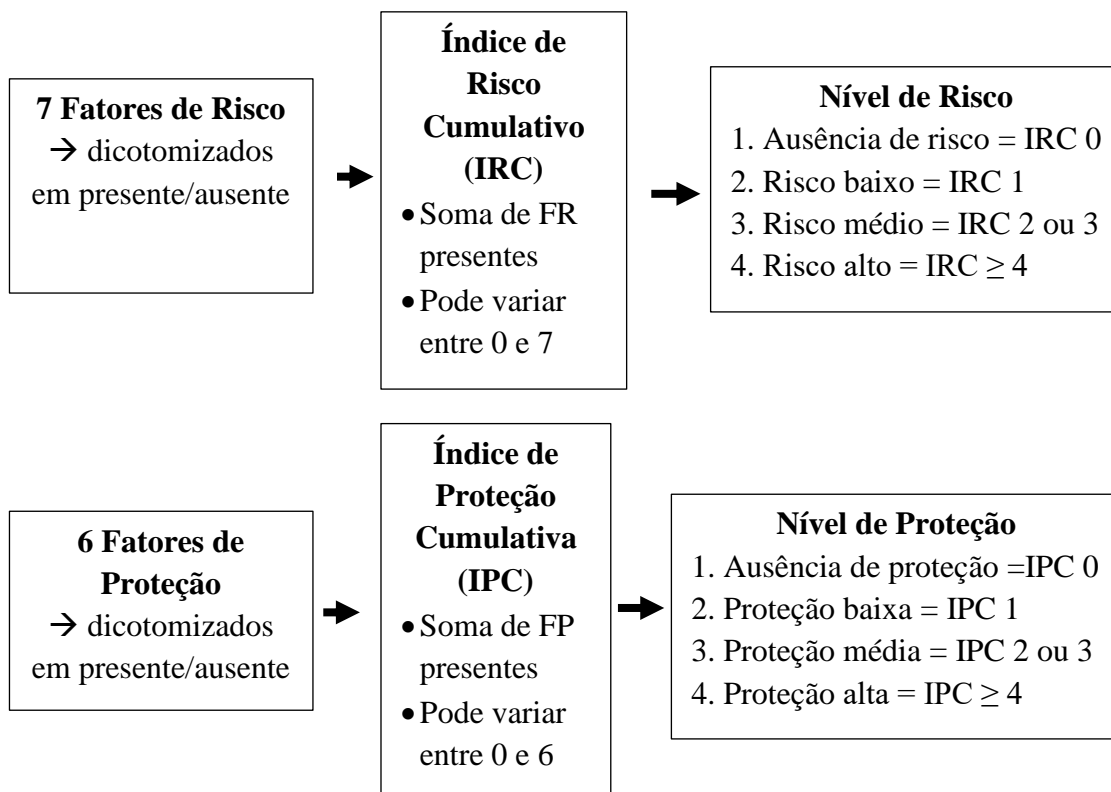 7 Fatores de Risco
→ dicotomizados
em presente/ausente
Índice de
Risco
Cumulativo
(IRC)
• Soma de FR
presentes
• Pode variar
entre 0 e 7
Nível de Risco
1. Ausência de risco = IRC 0
2. Risco baixo = IRC 1
3. Risco médio = IRC 2 ou 3
4. Risco alto = IRC ≥ 4
6 Fatores de
Proteção
→ dicotomizados
em presente/ausente
Índice de
Proteção
Cumulativa
(IPC)
• Soma de FP
presentes
• Pode variar
entre 0 e 6
Nível de Proteção
1. Ausência de proteção =IPC 0
2. Proteção baixa = IPC 1
3. Proteção média = IPC 2 ou 3
4. Proteção alta = IPC ≥ 4